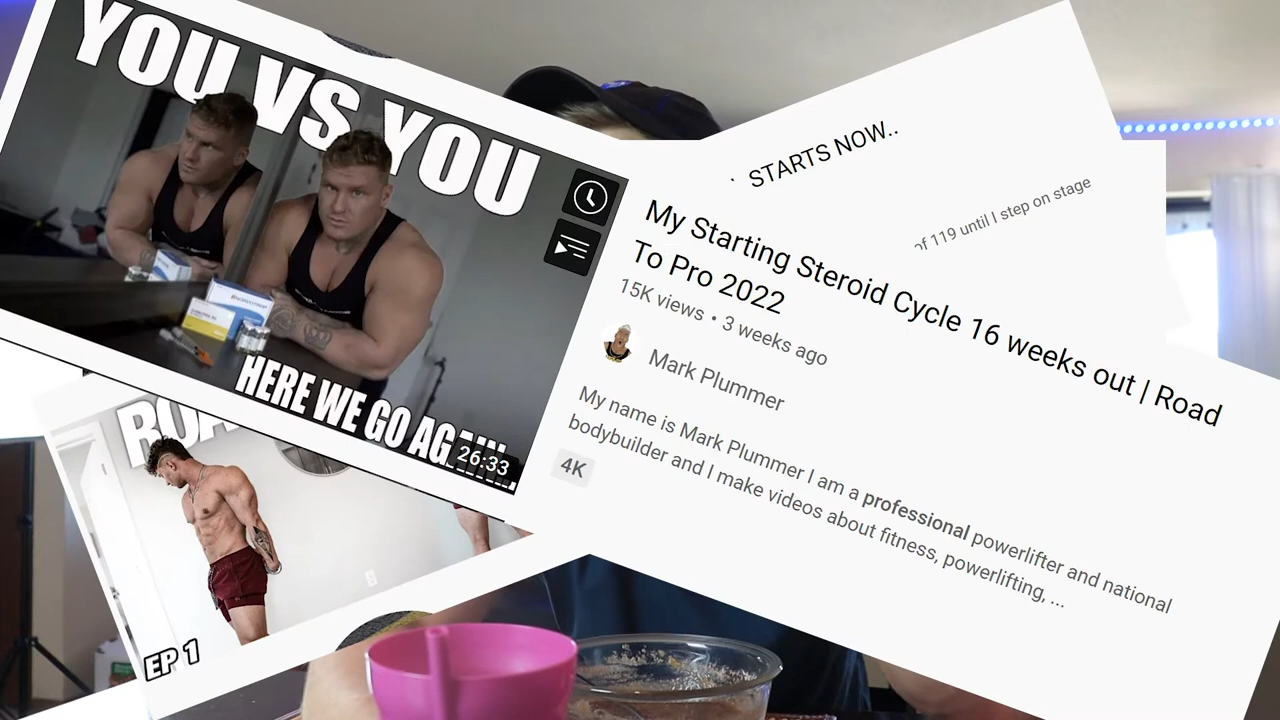 YOU VS YOU
HERE WE GO
26:33
STARTS NOW..
of 119 until I step on stage
My Starting Steroid Cycle 16 weeks out | Road
To Pro 2022
15K views • 3 weeks ago
Mark Plummer
My name is Mark Plummer I am a professional powerlifter and national
bodybuilder and I make videos about fitness, powerlifting, ...
4K
EP 1